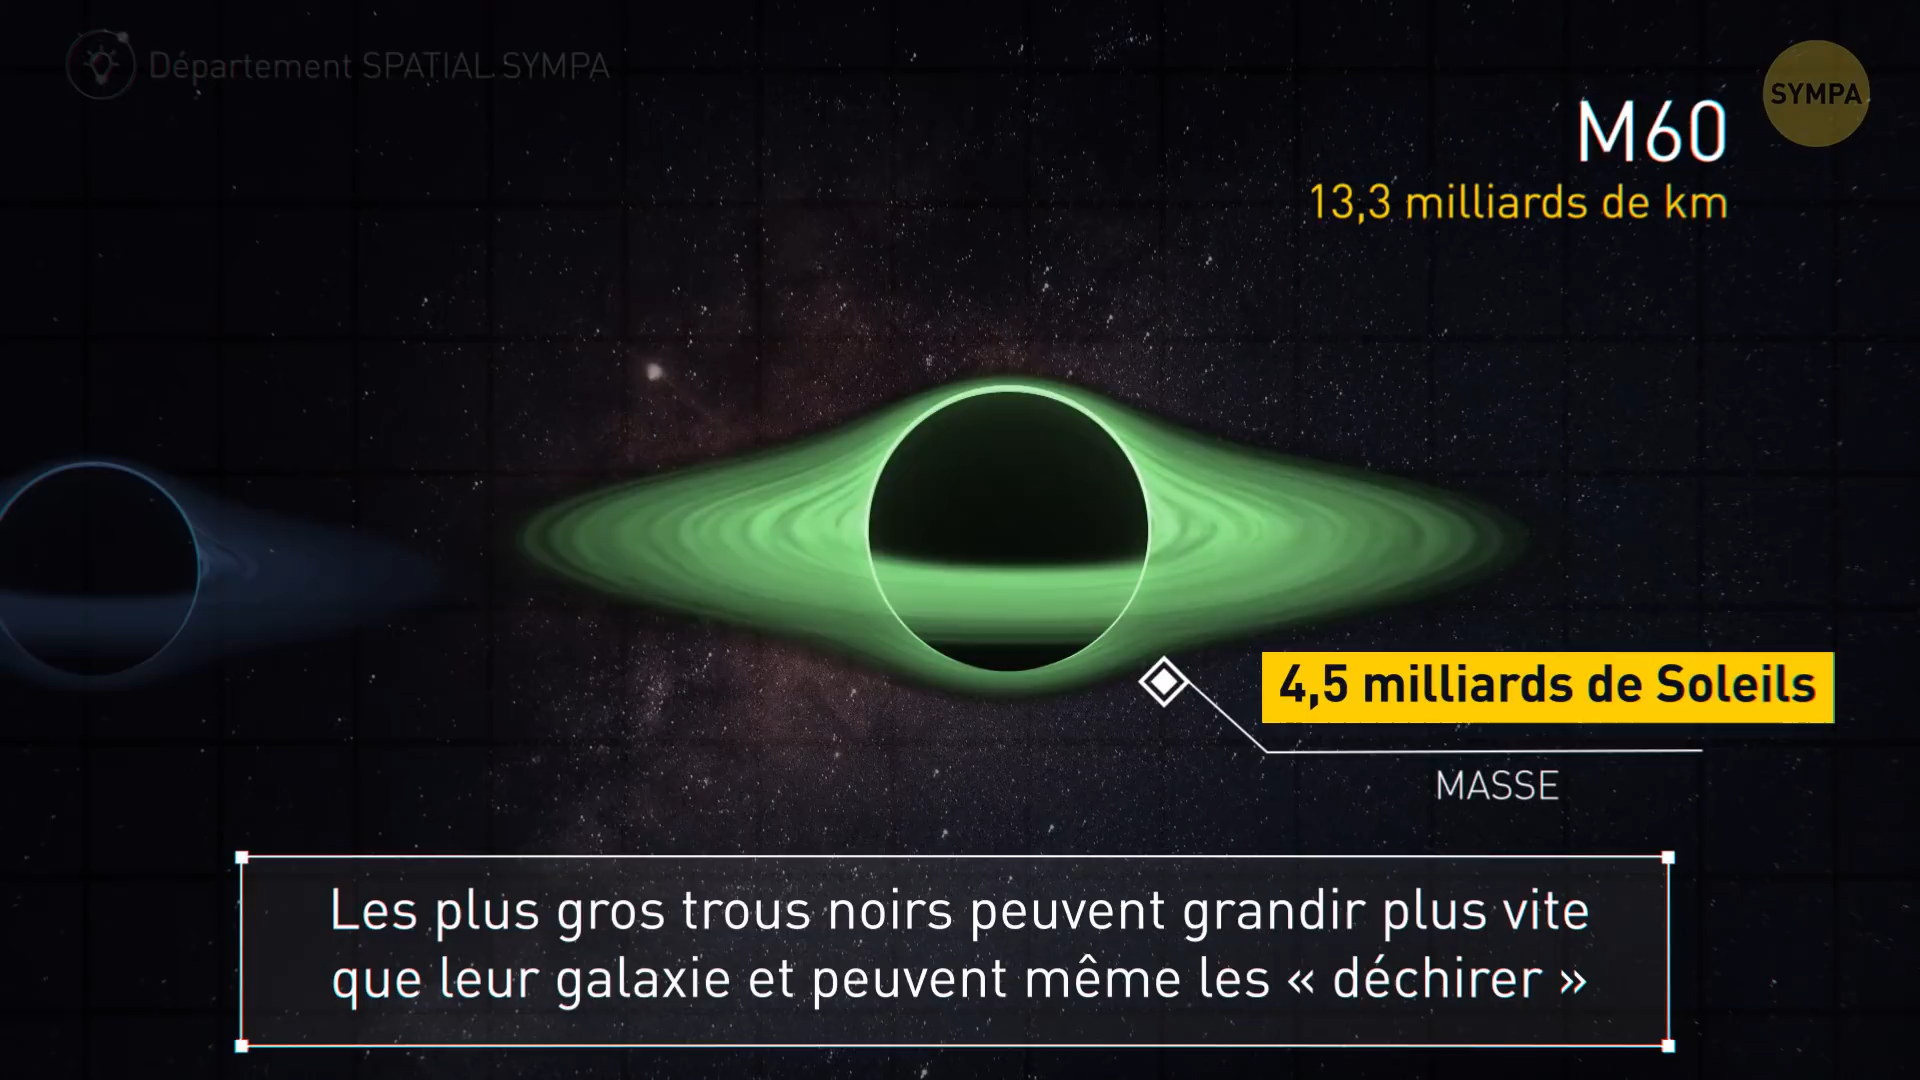 Département SPATIAL SYMPA
SYMPA
M60
13,3 milliards de km
4,5 milliards de Soleils
MASSE
Les plus gros trous noirs peuvent grandir plus vite
que leur galaxie et peuvent même les « déchirer »